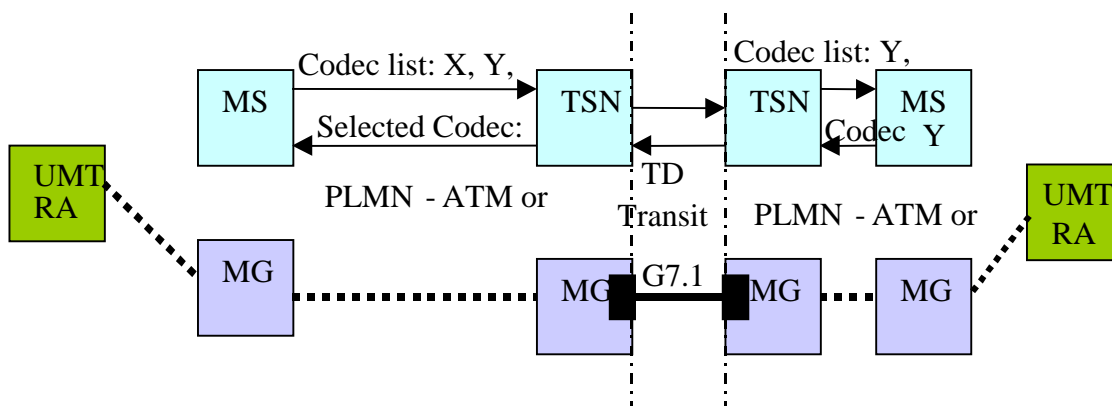 Codec list: X, Y,
Codec list: Y,
MS
TSN
TSN
MS
Y
Selected Codec:
Codec
UMT
RA
PLMN - ATM or
TD
Transit
PLMN - ATM or
UMT
RA
MG
MG
G7.1
MG
MG